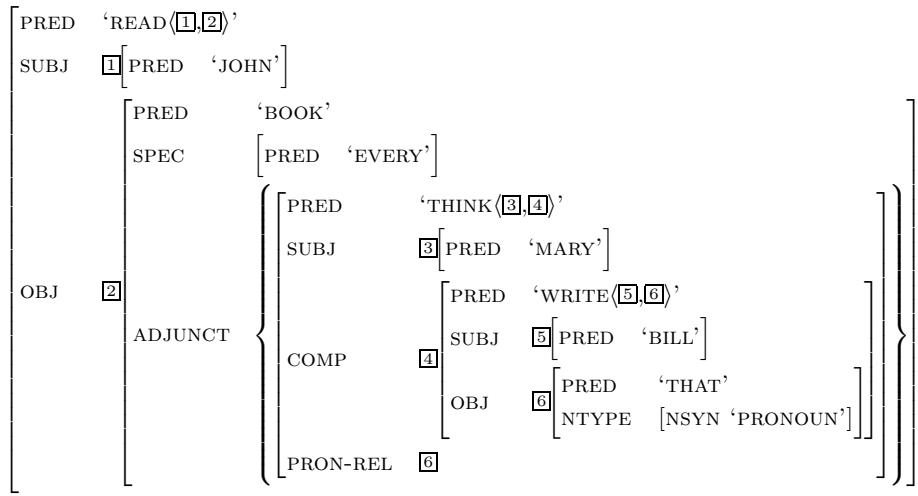 PRED ‘READ⟨1,2⟩’
SUBJ 1[PRED ‘JOHN’]
PRED ‘BOOK’
SPEC [PRED ‘EVERY’]
PRED ‘THINK⟨3,4⟩’
SUBJ 3[PRED ‘MARY’]
OBJ 2
ADJUNCT
PRED ‘WRITE⟨5,6⟩’
SUBJ 5[PRED ‘BILL’]
COMP 4
OBJ 6
PRED ‘THAT’
NTYPE [NSYN ‘PRONOUN’]
PRON-REL 6